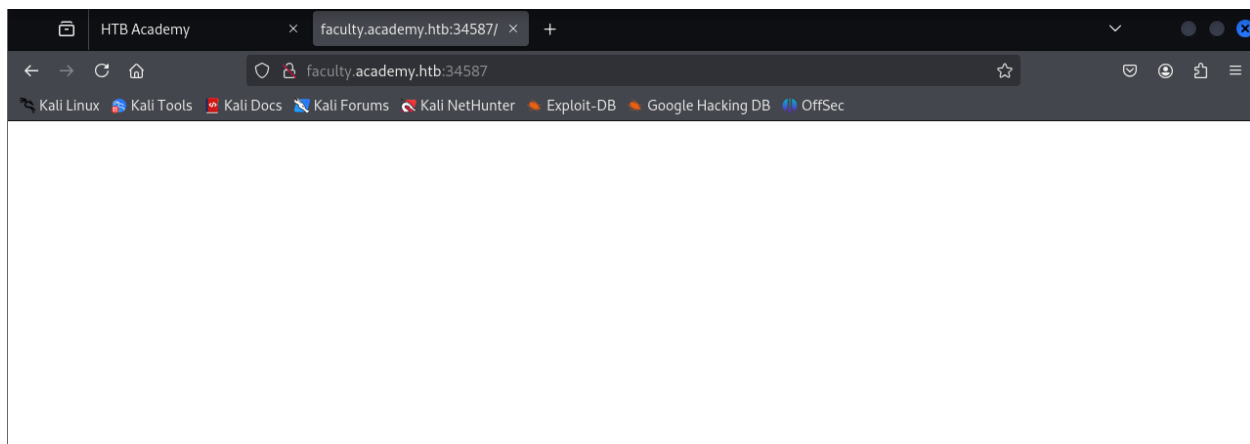 HTB Academy
faculty.academy.htb:34587/
faculty.academy.htb:34587
Kali Linux Kali Tools Kali Docs Kali Forums Kali NetHunter Exploit-DB Google Hacking DB OffSec